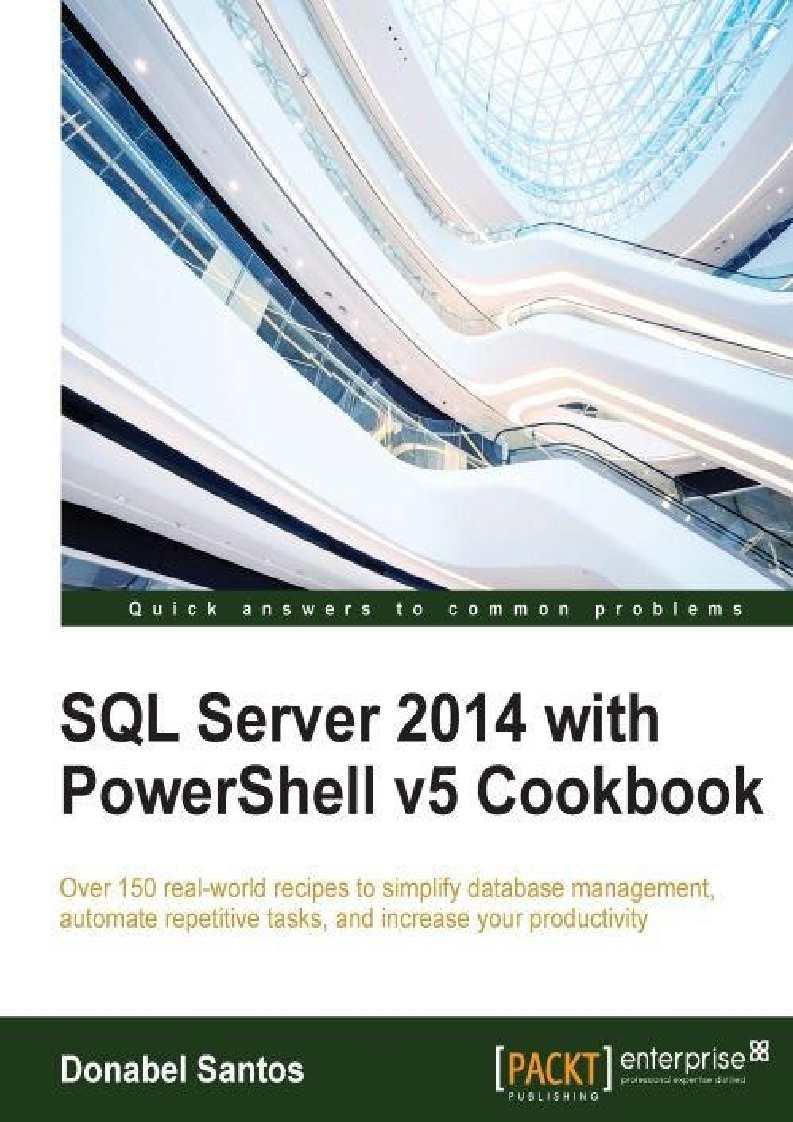 Quick answers to common problems
SQL Server 2014 with
PowerShell v5 Cookbook
Over 150 real-world recipes to simplify database management,
automate repetitive tasks, and increase your productivity
Donabel Santos
[PACKT] enterprise
PUBLISHING
professional expertise distilled